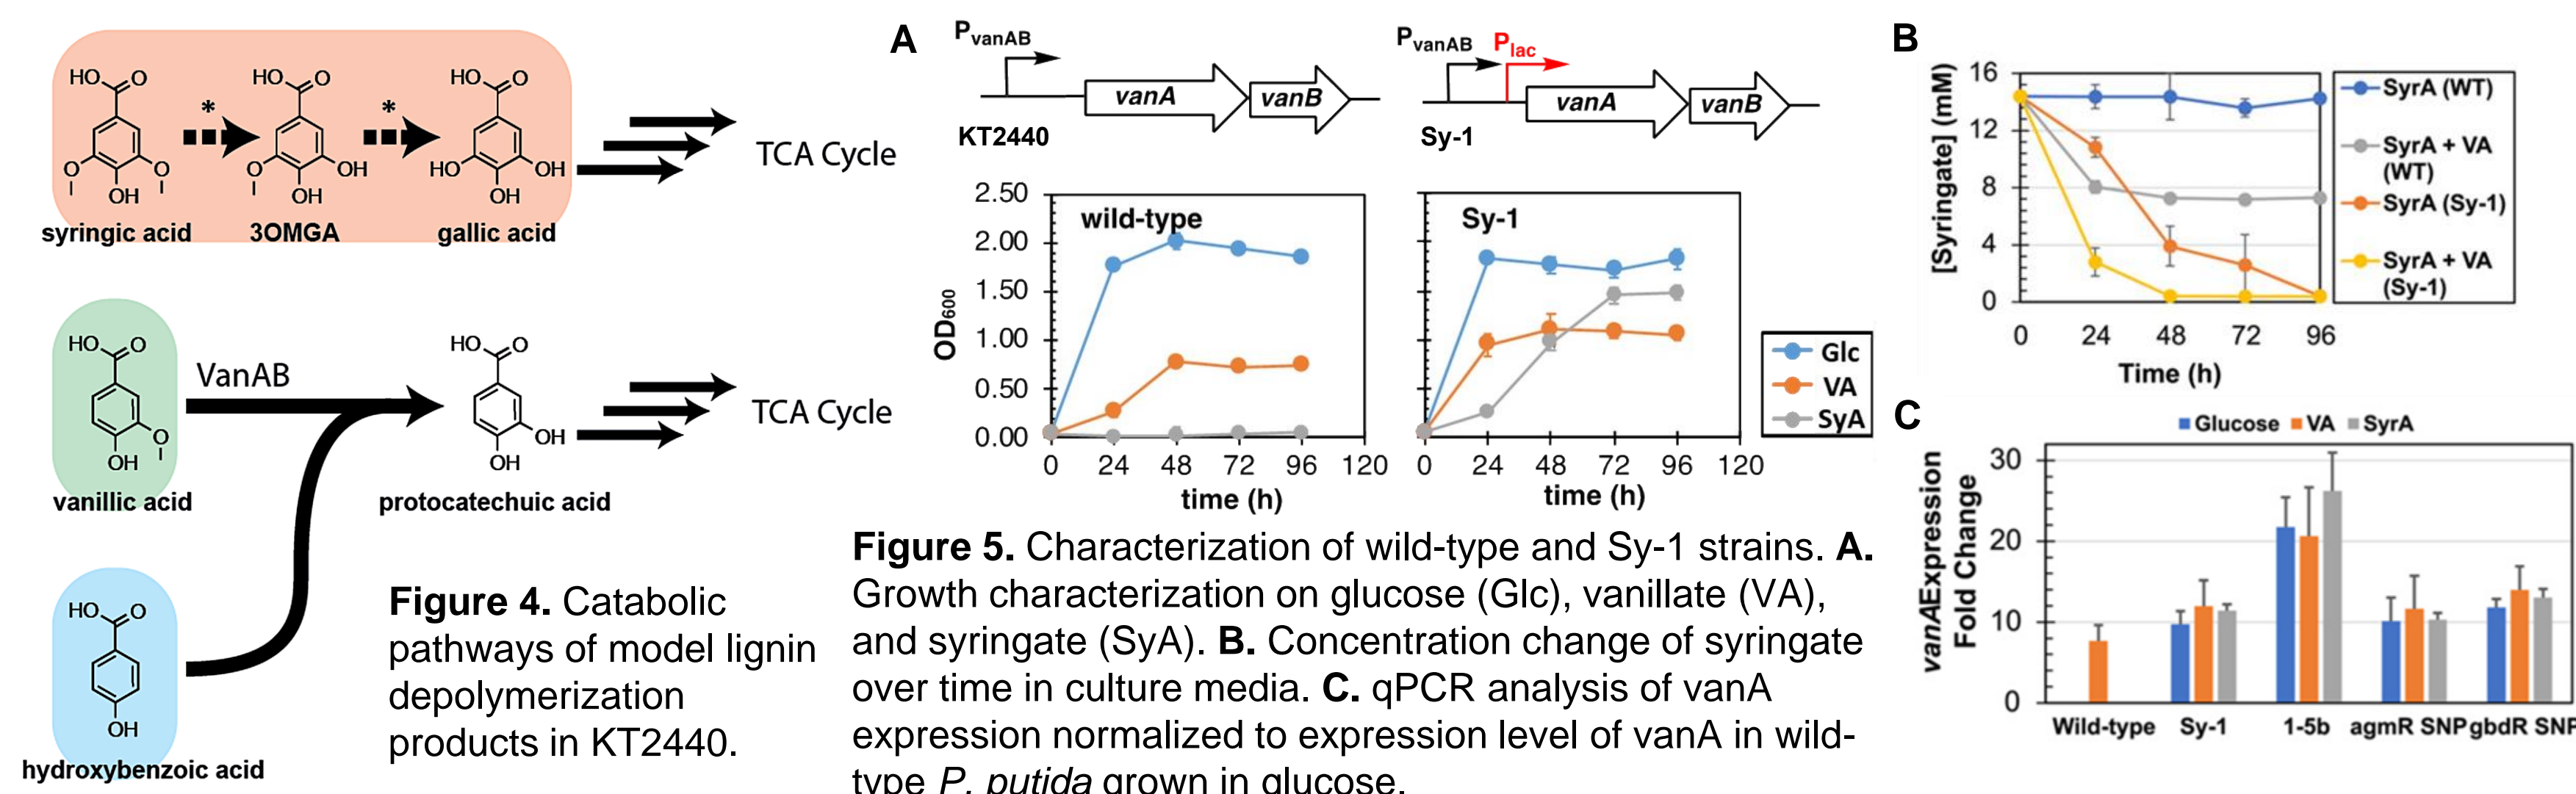 HO O
* *
O OH O
syringic acid
HO O
O OH OH
3OMGA
HO O
HO OH OH
gallic acid
TCA Cycle
HO O
OH O
vanillic acid
VanAB
HO O
OH OH
protocatechuic acid
TCA Cycle
HO O
OH
hydroxybenzoic acid
Figure 4. Catabolic
pathways of model lignin
depolymerization
products in KT2440.
A
PvanAB
vanA vanB
KT2440
PvanAB Plac
vanA vanB
Sy-1
OD600
2.50
2.00
1.50
1.00
0.50
0.00
wild-type
0 24 48 72 96 120
time (h)
Sy-1
0 24 48 72 96 120
time (h)
Glc
VA
SyA
Figure 5. Characterization of wild-type and Sy-1 strains. A.
Growth characterization on glucose (Glc), vanillate (VA),
and syringate (SyA). B. Concentration change of syringate
over time in culture media. C. qPCR analysis of vanA
expression normalized to expression level of vanA in wild-
type P. putida grown in glucose.
B
[Syringate] (mM)
16
12
8
4
0
0 24 48 72 96
Time (h)
SyrA (WT)
SyrA + VA
(WT)
SyrA (Sy-1)
SyrA + VA
(Sy-1)
C
Glucose VA SyrA
vanAExpression
Fold Change
30
20
10
0
Wild-type Sy-1 1-5b agmR SNP gbdR SNP